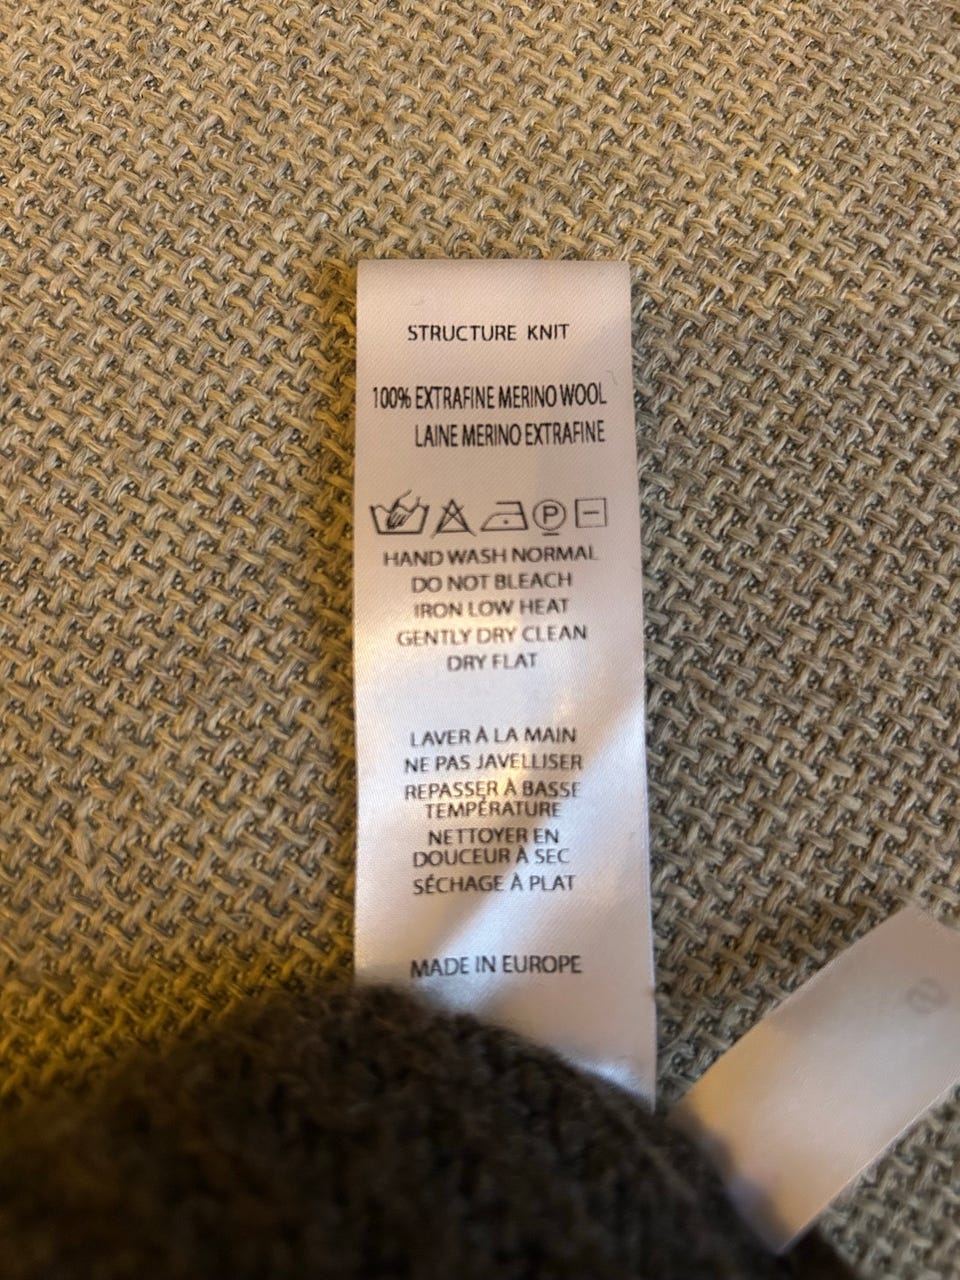 STRUCTURE KNIT
100% EXTRAFINE MERINO WOOL
LAINE MERINO EXTRAFINE
P
HAND WASH NORMAL
DO NOT BLEACH
IRON LOW HEAT
GENTLY DRY CLEAN
DRY FLAT
LAVER À LA MAIN
NE PAS JAVELLISER
REPASSER À BASSE
TEMPÉRATURE
NETTOYER EN
DOUCEUR À SEC
SÉCHAGE À PLAT
MADE IN EUROPE